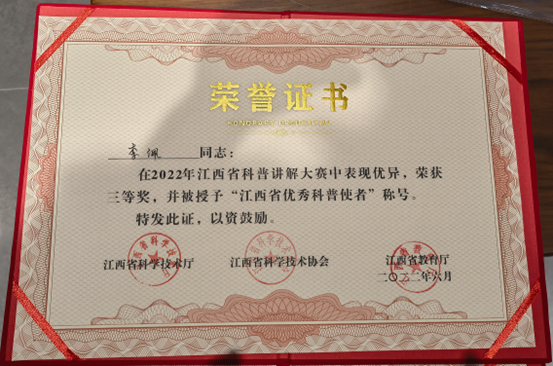 荣誉证书
李佩 同志：
在2022年江西省科普讲解大赛中表现优异，荣获
三等奖，并被授予“江西省优秀科普使者”称号。
特发此证，以资鼓励。
江西省科学技术厅 江西省科学技术协会 江西省教育厅
二〇二二年六月